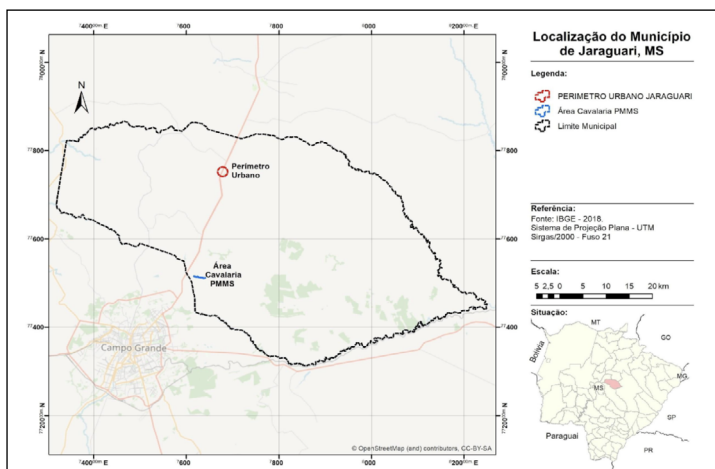 Localização do Município
de Jaraguari, MS
Legenda:
PERIMETRO URBANO JARAGUARI
Área Cavalaria PMMS
Limite Municipal
Referência:
Fonte: IBGE - 2018.
Sistema de Projeção Plana - UTM
Sirgas/2000 - Fuso 21
Escala:
5 2,5 0 5 10 15 20 km
Situação:
MT
GO
Bolivia
MG
MS
SP
Paraguai
PR
N
Perímetro
Urbano
Área
Cavalaria
PMMS
Campo Grande
© OpenStreetMap (and) contributors, CC-BY-SA